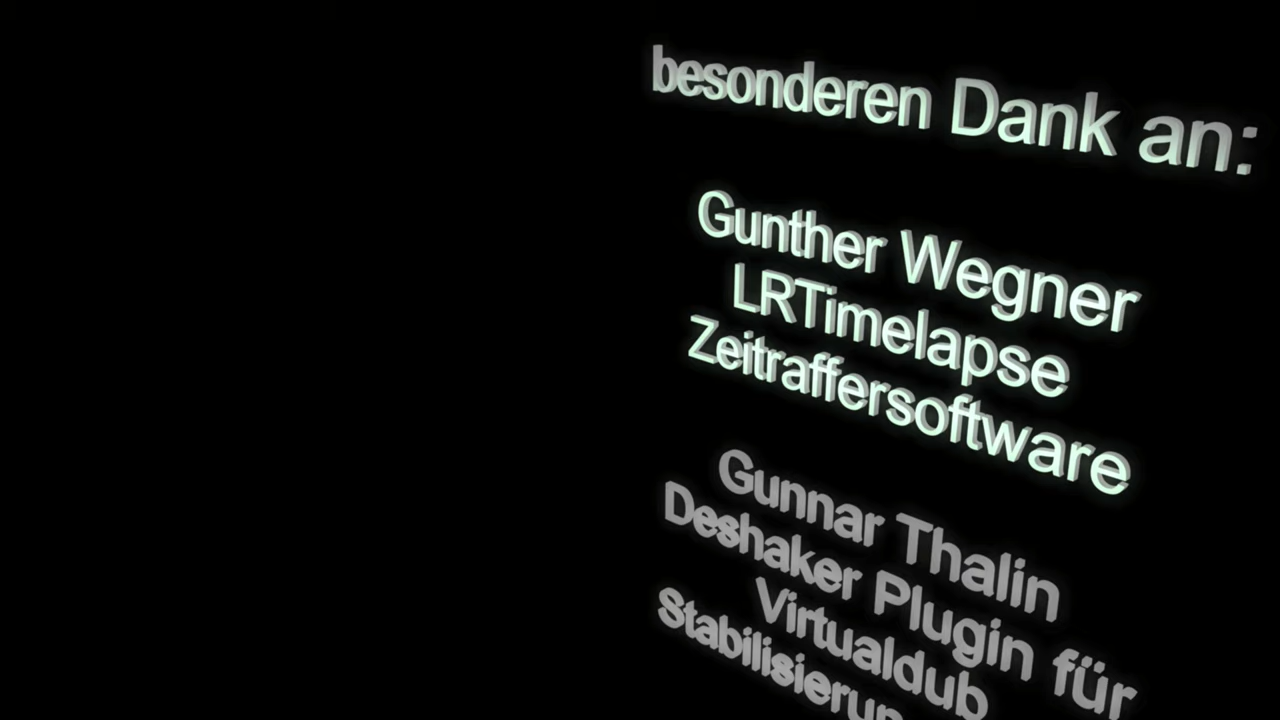 besonderen Dank an:
Gunther Wegner
LRTimelapse
Zeitraffersoftware
Gunnar Thalin
Deshaker Plugin für
Virtualdub